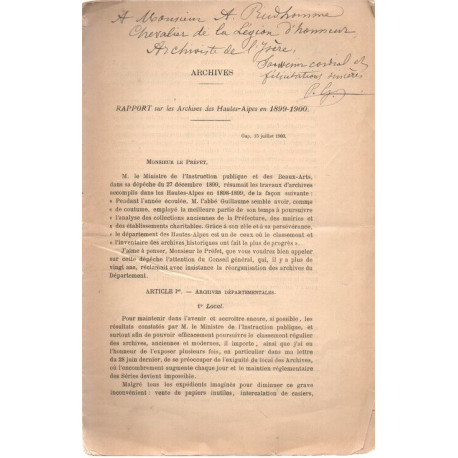 A Monsieur A. Prudhomme
Chevalier de la Légion d'honneur,
Archiviste de l'Isère,
Souvenir cordial et
félicitations sincères
P. G.
ARCHIVES
RAPPORT sur les Archives des Hautes-Alpes en 1899-1900.
Gap, 15 juillet 1900.
MONSIEUR LE PRÉFET,
M. le Ministre de l'Instruction publique et des Beaux-Arts,
dans sa dépêche du 27 décembre 1899, résumait les travaux d'archives
accomplis dans les Hautes-Alpes en 1898-1899, de la façon suivante :
« Pendant l'année écoulée, M. l'abbé Guillaume semble avoir, comme
« de coutume, employé la meilleure partie de son temps à poursuivre
« l'analyse des collections anciennes de la Préfecture, des mairies et
« des établissements charitables. Grâce à son zèle et à sa persévérance,
« le département des Hautes-Alpes est un de ceux où le classement et
« l'inventaire des archives historiques ont fait le plus de progrès ».
J'aime à penser, Monsieur le Préfet, que vous voudrez bien appeler
sur cette dépêche l'attention du Conseil général, qui, il y a plus de
vingt ans, réclamait avec insistance la réorganisation des archives du
Département.
ARTICLE Ier. — ARCHIVES DÉPARTEMENTALES.
1° Local.
Pour maintenir dans l'avenir et accroître encore, si possible, les
résultats constatés par M. le Ministre de l'Instruction publique, et
surtout afin de pouvoir efficacement poursuivre le classement régulier
des archives, anciennes et modernes, il importe, ainsi que j'ai eu
l'honneur de l'exposer plusieurs fois, en particulier dans ma lettre
du 28 juin dernier, de se préoccuper de l'exiguïté du local des Archives,
où l'encombrement augmente chaque jour et le maintien réglementaire
des Séries devient impossible.
Malgré tous les expédients imaginés pour diminuer ce grave
inconvénient : vente de papiers inutiles, intercalation de casiers,